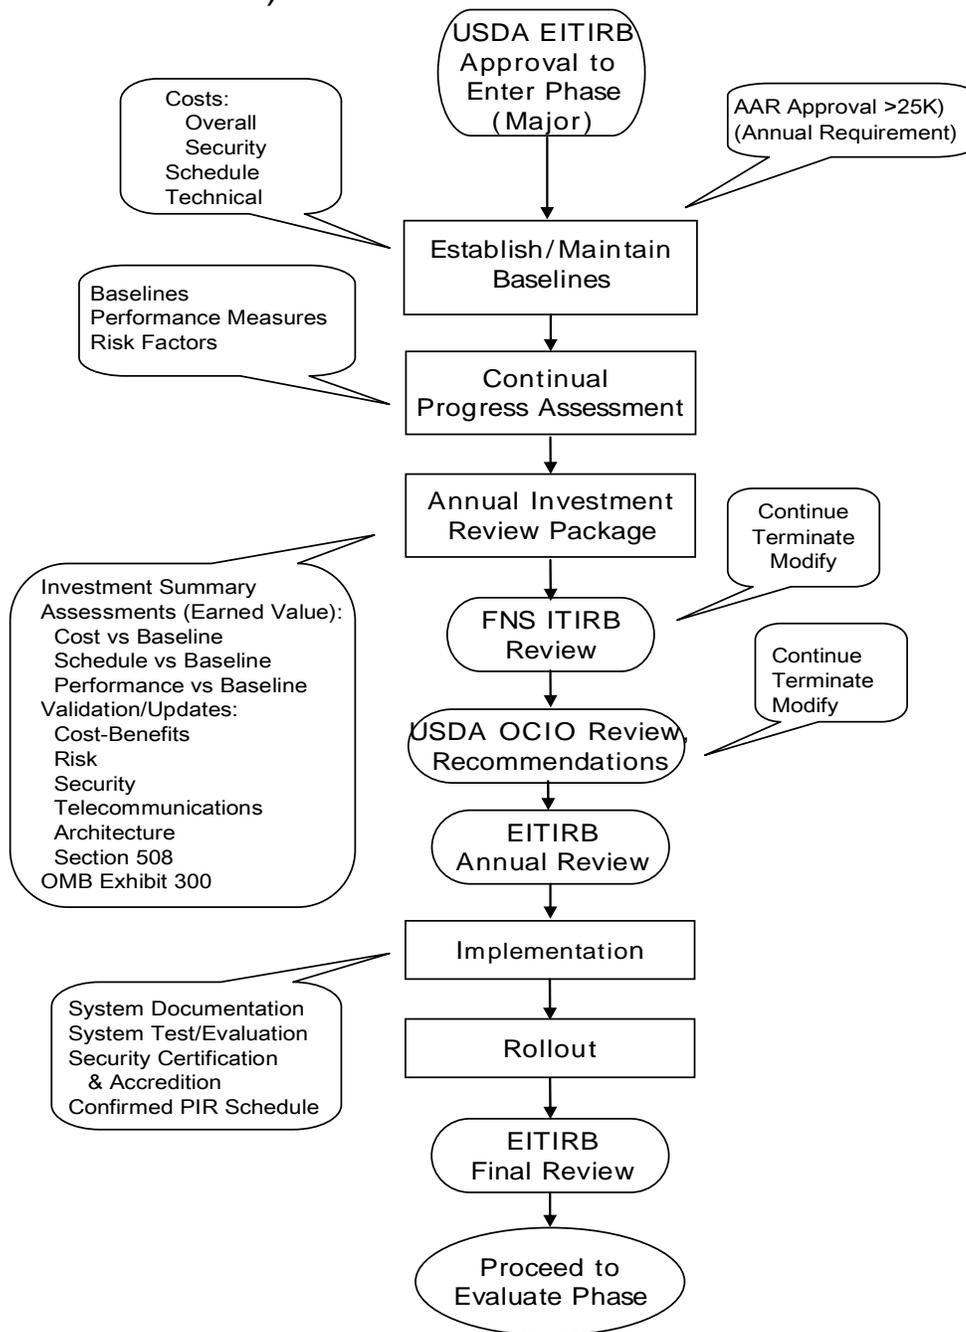 )
USDA EITIRB
Approval to
Enter Phase
(Major)
Costs:
Overall
Security
Schedule
Technical
AAR Approval >25K)
(Annual Requirement)
Establish/Maintain
Baselines
Baselines
Performance Measures
Risk Factors
Continual
Progress Assessment
Annual Investment
Review Package
Continue
Terminate
Modify
Investment Summary
Assessments (Earned Value):
Cost vs Baseline
Schedule vs Baseline
Performance vs Baseline
Validation/Updates:
Cost-Benefits
Risk
Security
Telecommunications
Architecture
Section 508
OMB Exhibit 300
FNS ITIRB
Review
Continue
Terminate
Modify
USDA OCIO Review,
Recommendations
EITIRB
Annual Review
Implementation
System Documentation
System Test/Evaluation
Security Certification
& Accredition
Confirmed PIR Schedule
Rollout
EITIRB
Final Review
Proceed to
Evaluate Phase